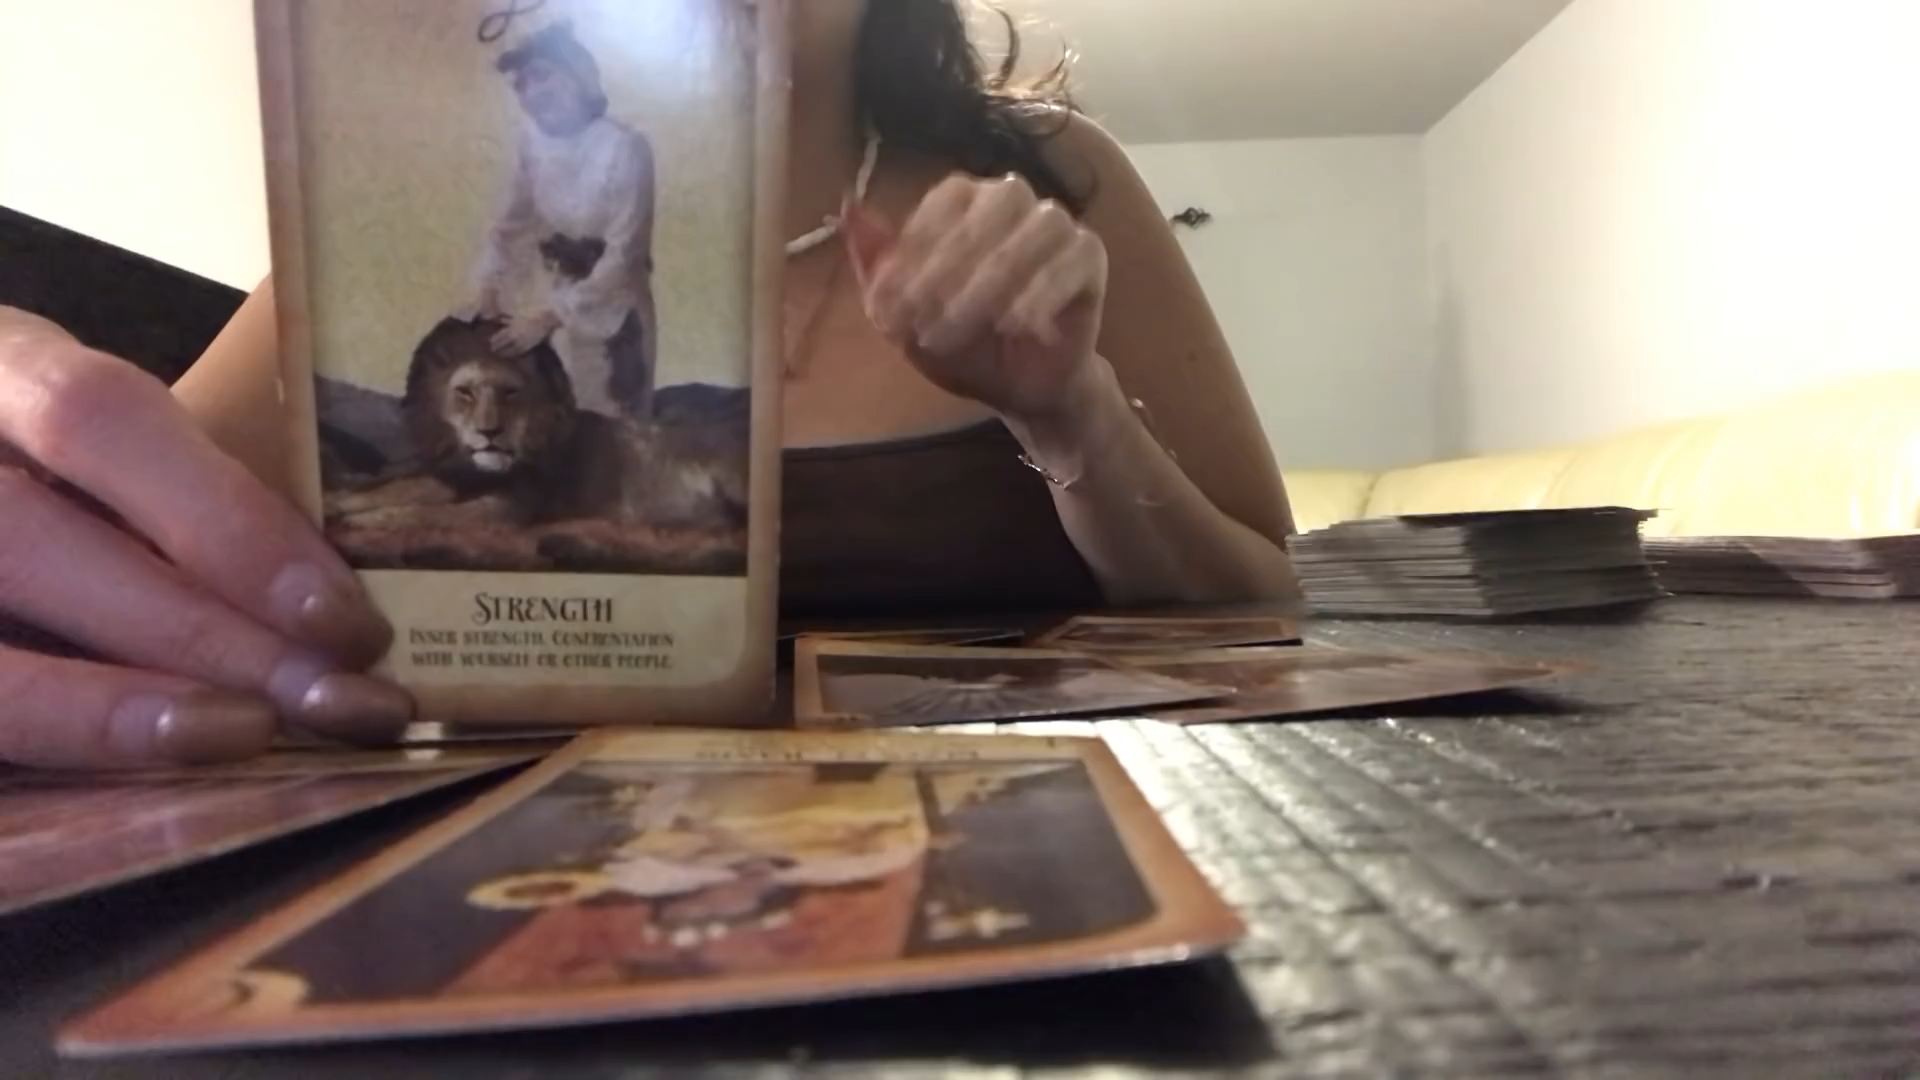 STRENGTH
INNER STRENGTH. CONFRONTATION
WITH YOURSELF OR OTHER PEOPLE.